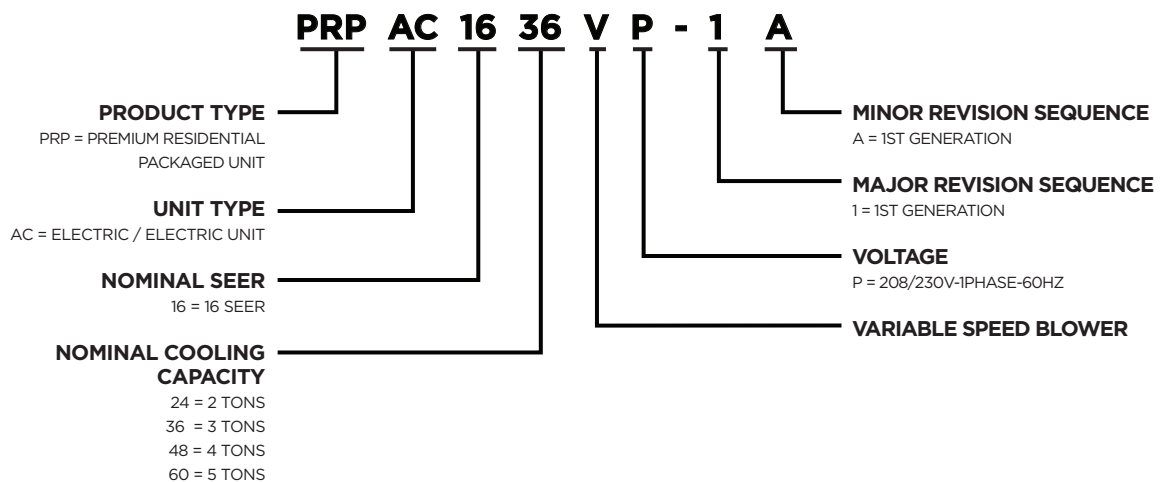 PRP AC 16 36 V P - 1 A
PRODUCT TYPE
PRP = PREMIUM RESIDENTIAL
PACKAGED UNIT
UNIT TYPE
AC = ELECTRIC / ELECTRIC UNIT
NOMINAL SEER
16 = 16 SEER
NOMINAL COOLING
CAPACITY
24 = 2 TONS
36 = 3 TONS
48 = 4 TONS
60 = 5 TONS
MINOR REVISION SEQUENCE
A = 1ST GENERATION
MAJOR REVISION SEQUENCE
1 = 1ST GENERATION
VOLTAGE
P = 208/230V-1PHASE-60HZ
VARIABLE SPEED BLOWER